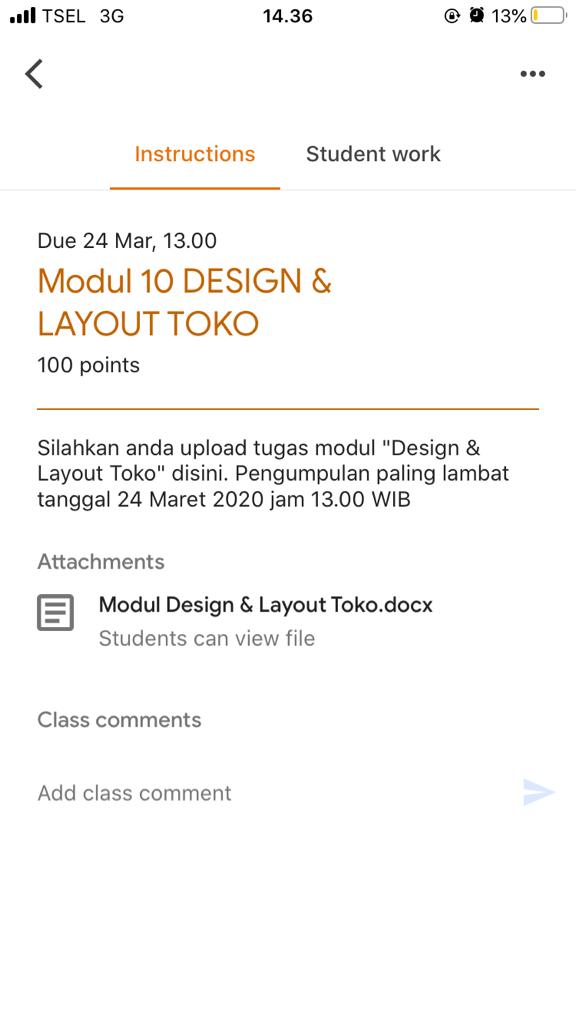 TSEL 3G 14.36 13%
Instructions Student work
Due 24 Mar, 13.00
Modul 10 DESIGN &
LAYOUT TOKO
100 points
Silahkan anda upload tugas modul "Design &
Layout Toko" disini. Pengumpulan paling lambat
tanggal 24 Maret 2020 jam 13.00 WIB
Attachments
Modul Design & Layout Toko.docx
Students can view file
Class comments
Add class comment